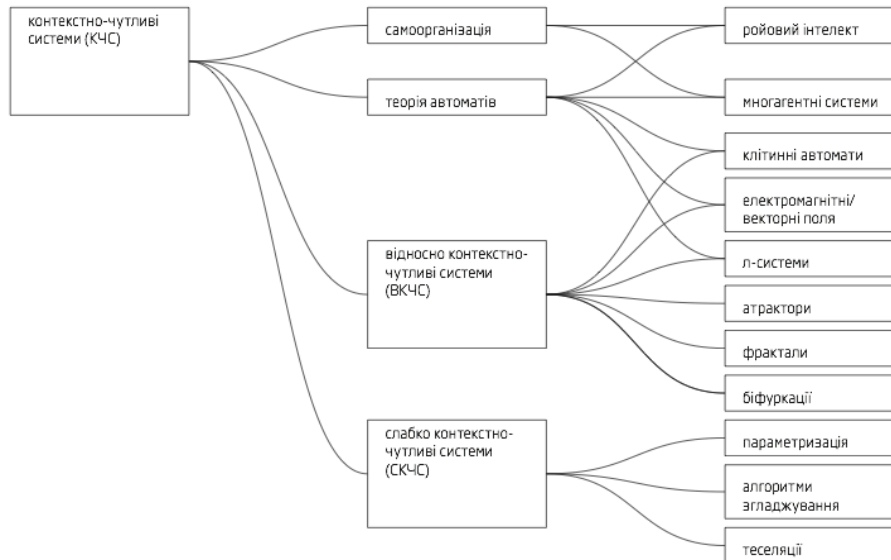 контекстно-чутливі
системи (КЧС)
самоорганізація
теорія автоматів
відносно контекстно-
чутливі системи
(ВКЧС)
слабко контекстно-
чутливі системи
(СКЧС)
ройовий інтелект
многагентні системи
клітинні автомати
електромагнітні/
векторні поля
л-системи
атрактори
фрактали
біфуркації
параметризація
алгоритми
згладжування
теселяції